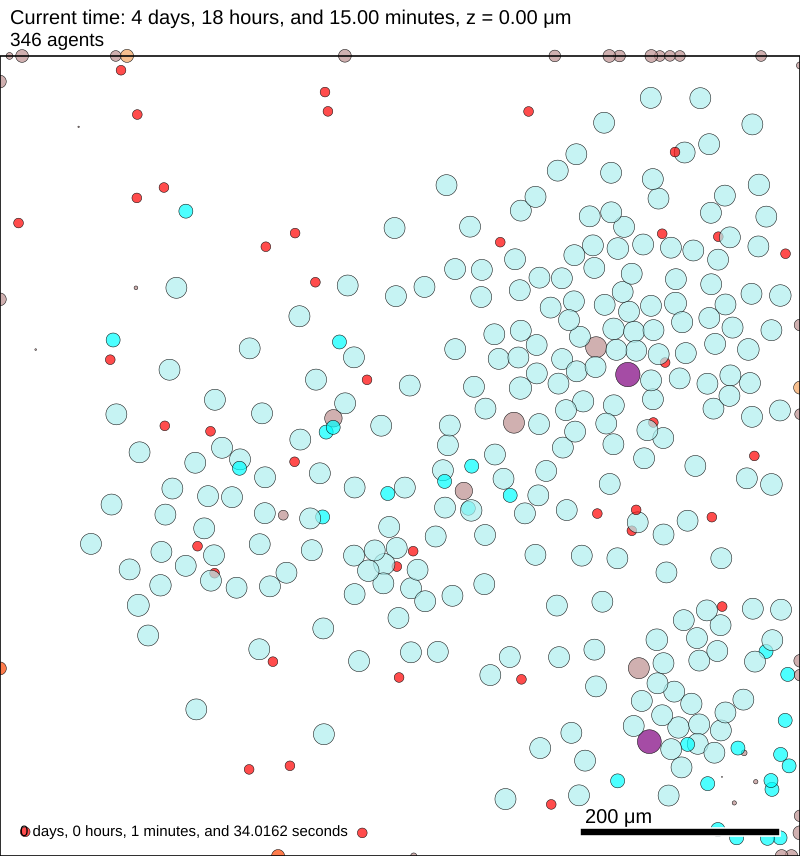 Current time: 4 days, 18 hours, and 15.00 minutes, z = 0.00 μm
346 agents
200 μm
0 days, 0 hours, 1 minutes, and 34.0162 seconds